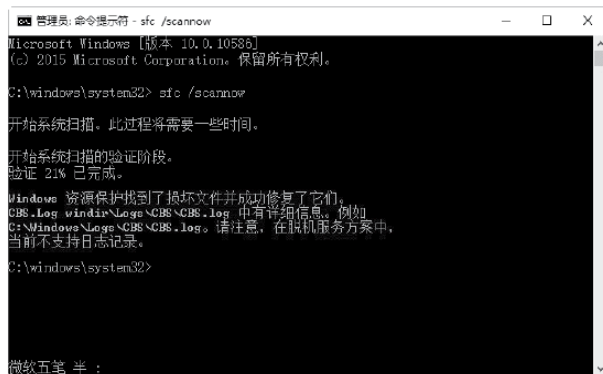 管理员: 命令提示符 - sfc /scannow
Microsoft Windows [版本 10.0.10586]
(c) 2015 Microsoft Corporation。保留所有权利。
C:\windows\system32> sfc /scannow
开始系统扫描。此过程将需要一些时间。
开始系统扫描的验证阶段。
验证 21% 已完成。
Windows 资源保护找到了损坏文件并成功修复了它们。
CBS.Log windir\Logs\CBS\CBS.log 中有详细信息。例如
C:\Windows\Logs\CBS\CBS.log。请注意，在脱机服务方案中，
当前不支持日志记录。
C:\windows\system32>
微软五笔 半 :